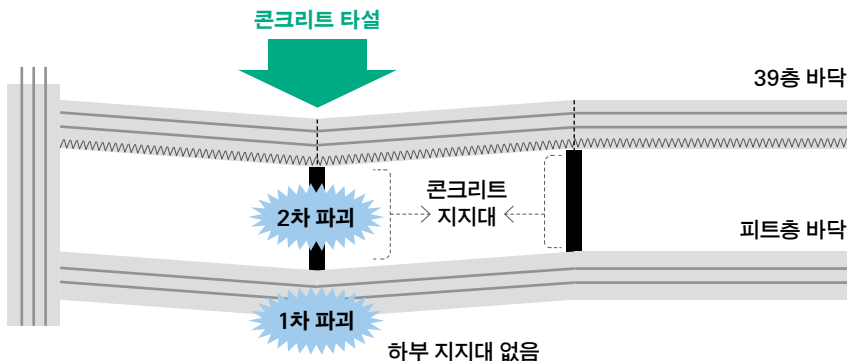 콘크리트 타설
39층 바닥
2차 파괴
콘크리트
지지대
피트층 바닥
1차 파괴
하부 지지대 없음